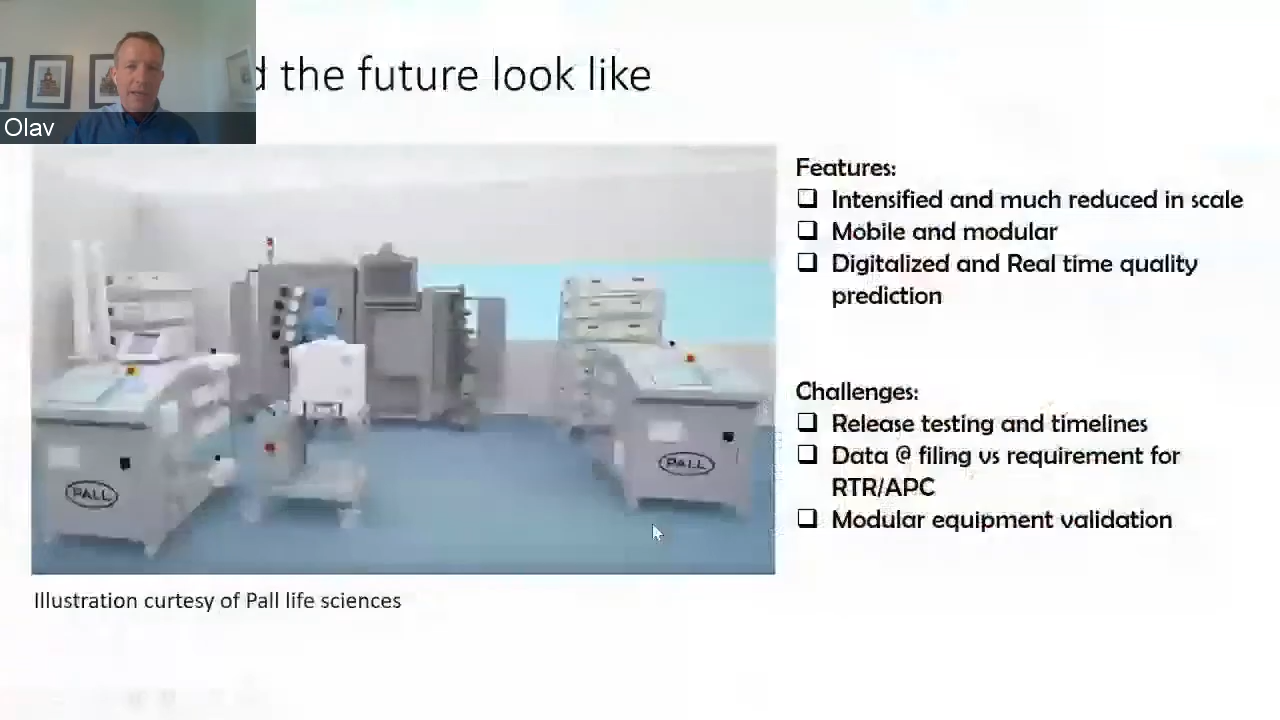 d the future look like
Olav
Features:
Intensified and much reduced in scale
Mobile and modular
Digitalized and Real time quality
prediction
Challenges:
Release testing and timelines
Data @ filing vs requirement for
RTR/APC
Modular equipment validation
PALL
PALL
Illustration curtesy of Pall life sciences